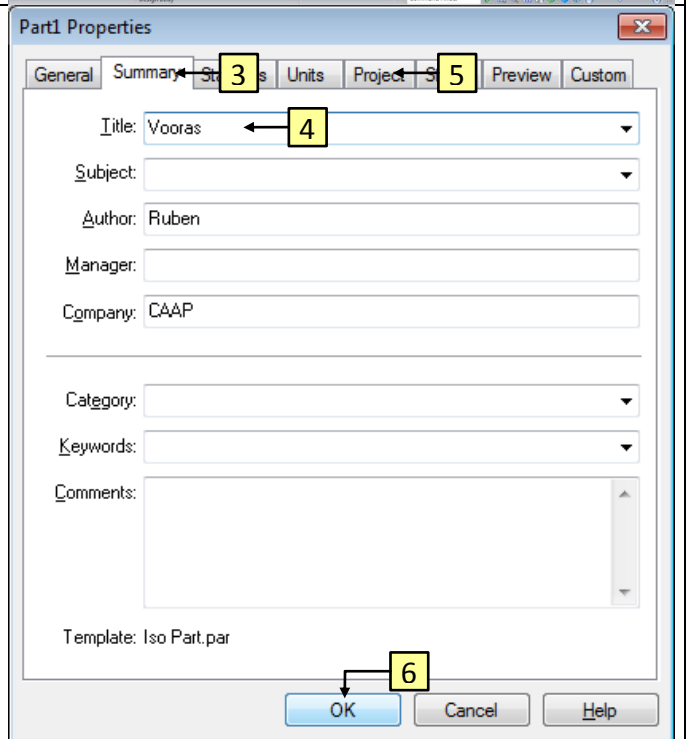 Part1 Properties
General Summary 3 Units Project 5 Preview Custom
Title: Vooras 4
Subject:
Author: Ruben
Manager:
Company: CAAP
Category:
Keywords:
Comments:
Template: Iso Part.par
6
OK Cancel Help